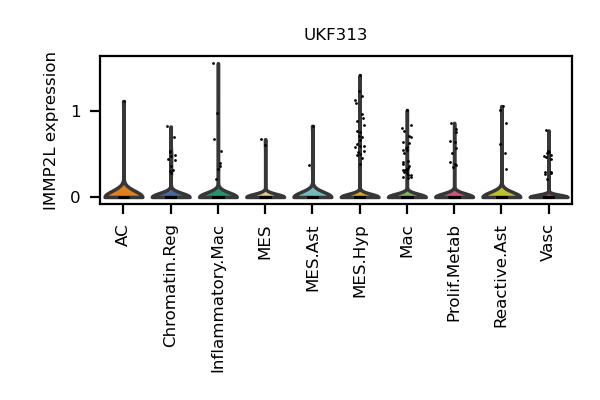 UKF313
IMMP2L expression
1
0
AC
Chromatin.Reg
Inflammatory.Mac
MES
MES.Ast
MES.Hyp
Mac
Prolif.Metab
Reactive.Ast
Vasc